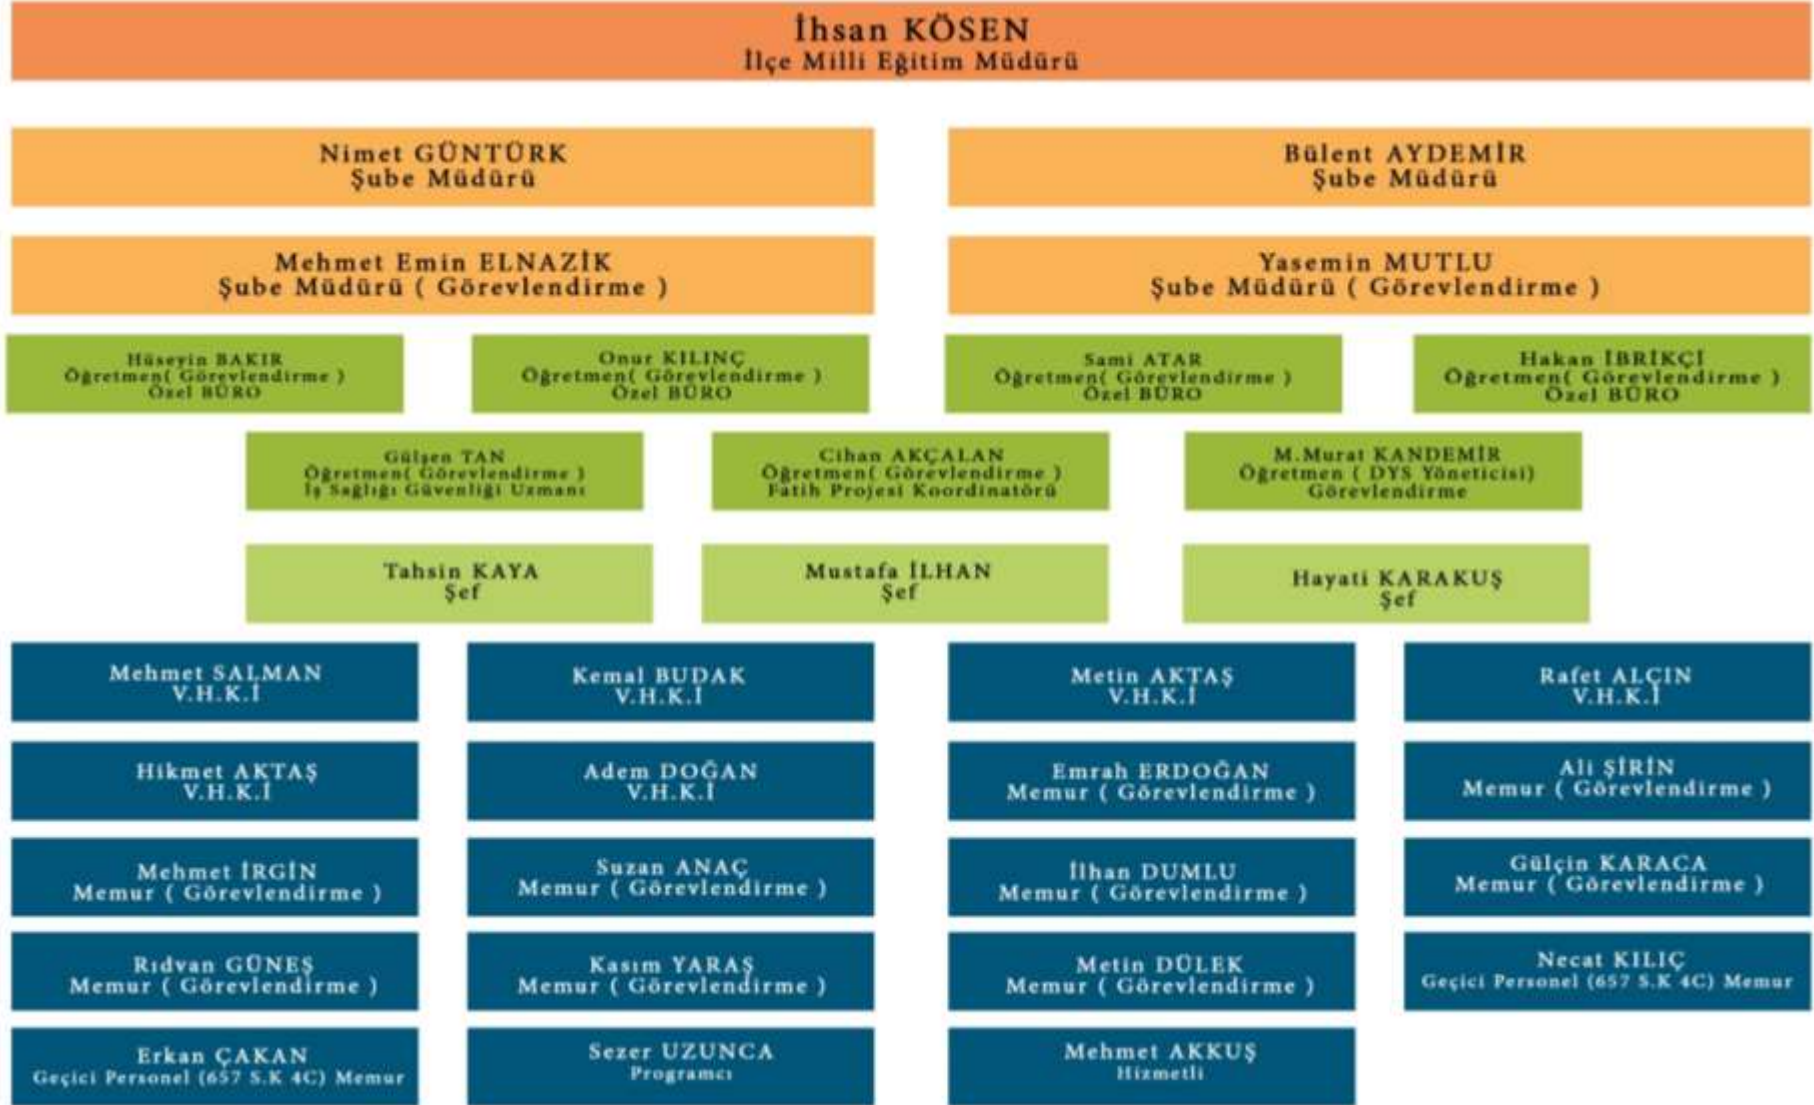 İhsan KÖSEN
İlçe Milli Eğitim Müdürü
Nimet GÜNTÜRK
Şube Müdürü
Bülent AYDEMİR
Şube Müdürü
Mehmet Emin ELNAZİK
Şube Müdürü ( Görevlendirme )
Yasemin MUTLU
Şube Müdürü ( Görevlendirme )
Hüseyin BAKIR
Öğretmen( Görevlendirme )
Özel BÜRO
Onur KILINÇ
Öğretmen( Görevlendirme )
Özel BÜRO
Sami ATAR
Öğretmen( Görevlendirme )
Özel BÜRO
Hakan İBRİKÇİ
Öğretmen( Görevlendirme )
Özel BÜRO
Gülşen TAN
Öğretmen( Görevlendirme )
İş Sağlığı Güvenliği Uzmanı
Cihan AKÇALAN
Öğretmen( Görevlendirme )
Fatih Projesi Koordinatörü
M.Murat KANDEMİR
Öğretmen ( DYS Yöneticisi)
Görevlendirme
Tahsin KAYA
Şef
Mustafa İLHAN
Şef
Hayati KARAKUŞ
Şef
Mehmet SALMAN
V.H.K.İ
Kemal BUDAK
V.H.K.İ
Metin AKTAŞ
V.H.K.İ
Rafet ALÇIN
V.H.K.İ
Hikmet AKTAŞ
V.H.K.İ
Adem DOĞAN
V.H.K.İ
Emrah ERDOĞAN
Memur ( Görevlendirme )
Ali ŞİRİN
Memur ( Görevlendirme )
Mehmet İRGİN
Memur ( Görevlendirme )
Suzan ANAÇ
Memur ( Görevlendirme )
İlhan DUMLU
Memur ( Görevlendirme )
Gülçin KARACA
Memur ( Görevlendirme )
Rıdvan GÜNEŞ
Memur ( Görevlendirme )
Kasım YARAŞ
Memur ( Görevlendirme )
Metin DÜLEK
Memur ( Görevlendirme )
Necat KILIÇ
Geçici Personel (657 S.K 4C) Memur
Erkan ÇAKAN
Geçici Personel (657 S.K 4C) Memur
Sezer UZUNCA
Programcı
Mehmet AKKUŞ
Hizmetli